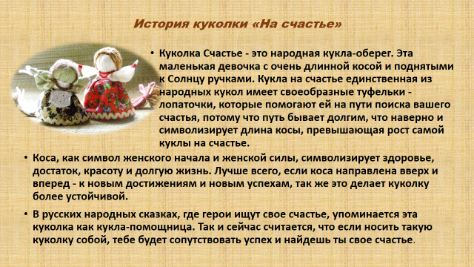 История куколки «На счастье»
• Куколка Счастье - это народная кукла-оберег. Эта
маленькая девочка с очень длинной косой и поднятыми
к Солнцу ручками. Кукла на счастье единственная из
народных кукол имеет своеобразные туфельки -
лопаточки, которые помогают ей на пути поиска вашего
счастья, потому что путь бывает долгим, что наверно и
символизирует длина косы, превышающая рост самой
куклы на счастье.
• Коса, как символ женского начала и женской силы, символизирует здоровье,
достаток, красоту и долгую жизнь. Лучше всего, если коса направлена вверх и
вперед - к новым достижениям и новым успехам, так же это делает куколку
более устойчивой.
• В русских народных сказках, где герои ищут свое счастье, упоминается эта
куколка как кукла-помощница. Так и сейчас считается, что если носить такую
куколку собой, тебе будет сопутствовать успех и найдешь ты свое счастье.